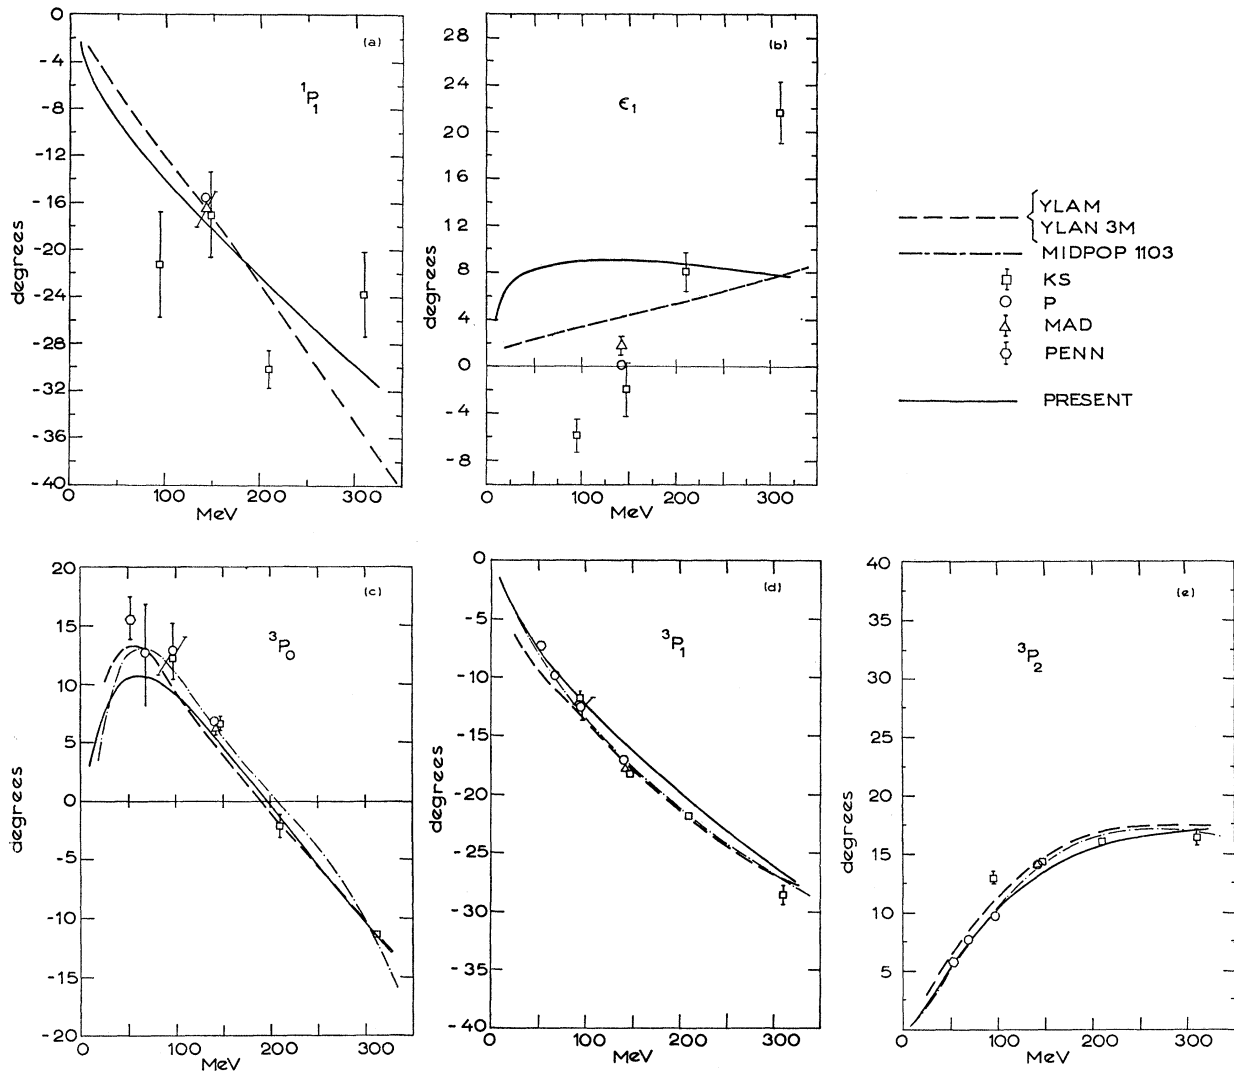 0
-4
-8
-12
-16
-20
-24
-28
-32
-36
-40
degrees
(a)
¹P₁
0 100 200 300
MeV
28
24
20
16
12
8
4
0
-4
-8
degrees
(b)
ε₁
0 100 200 300
MeV
YLAM
YLAN 3M
MIDPOP 1103
KS
P
MAD
PENN
PRESENT
20
15
10
5
0
-5
-10
-15
-20
degrees
(c)
³P₀
0 100 200 300
MeV
0
-5
-10
-15
-20
-25
-30
-35
-40
degrees
(d)
³P₁
0 100 200 300
MeV
40
35
30
25
20
15
10
5
degrees
(e)
³P₂
0 100 200 300
MeV